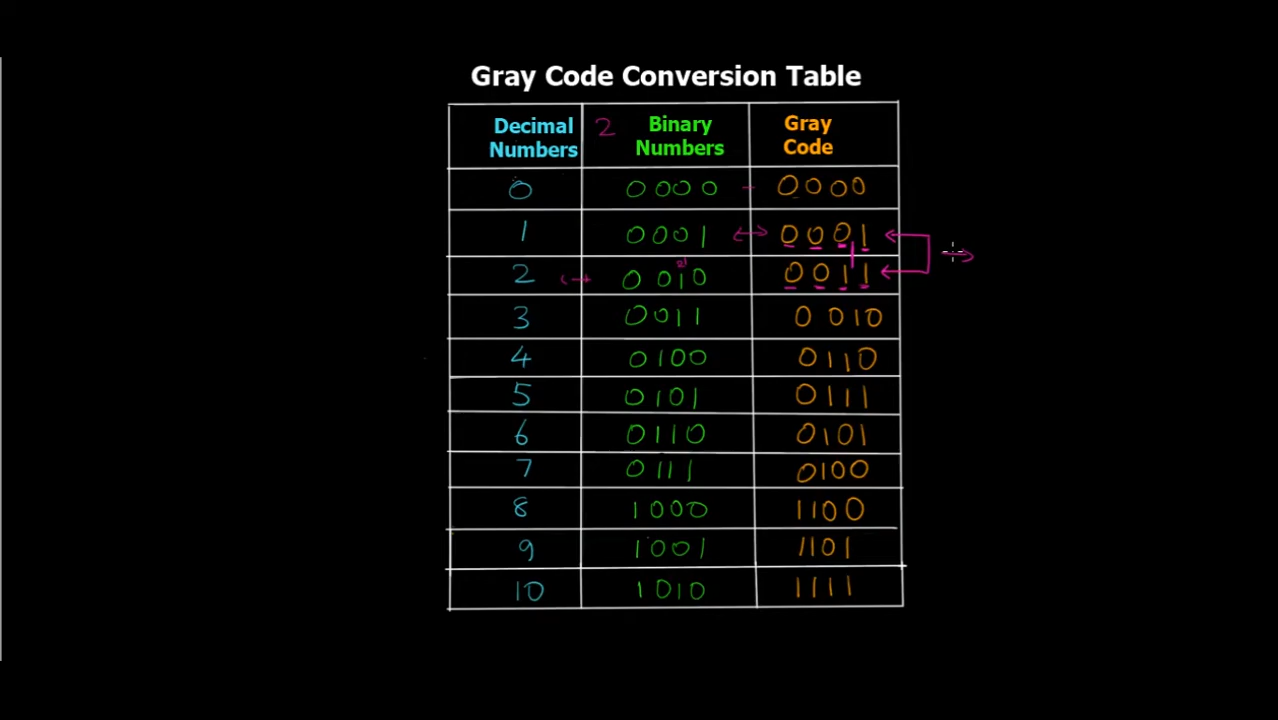 Gray Code Conversion Table
Decimal Numbers 2 Binary Numbers Gray Code
0 0000 0000
1 0001 0001
2 0010 0011
3 0011 0010
4 0100 0110
5 0101 0111
6 0110 0101
7 0111 0100
8 1000 1100
9 1001 1101
10 1010 1111